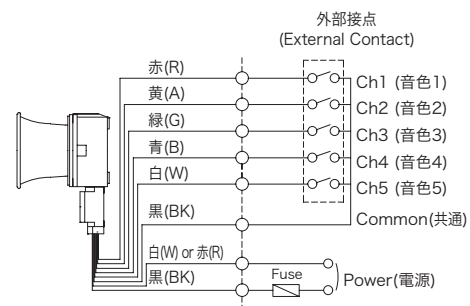 外部接点
(External Contact)
赤(R)
Ch1 (音色1)
黄(A)
Ch2 (音色2)
緑(G)
Ch3 (音色3)
青(B)
Ch4 (音色4)
白(W)
Ch5 (音色5)
黒(BK)
Common(共通)
白(W) or 赤(R)
黒(BK)
Fuse
Power(電源)